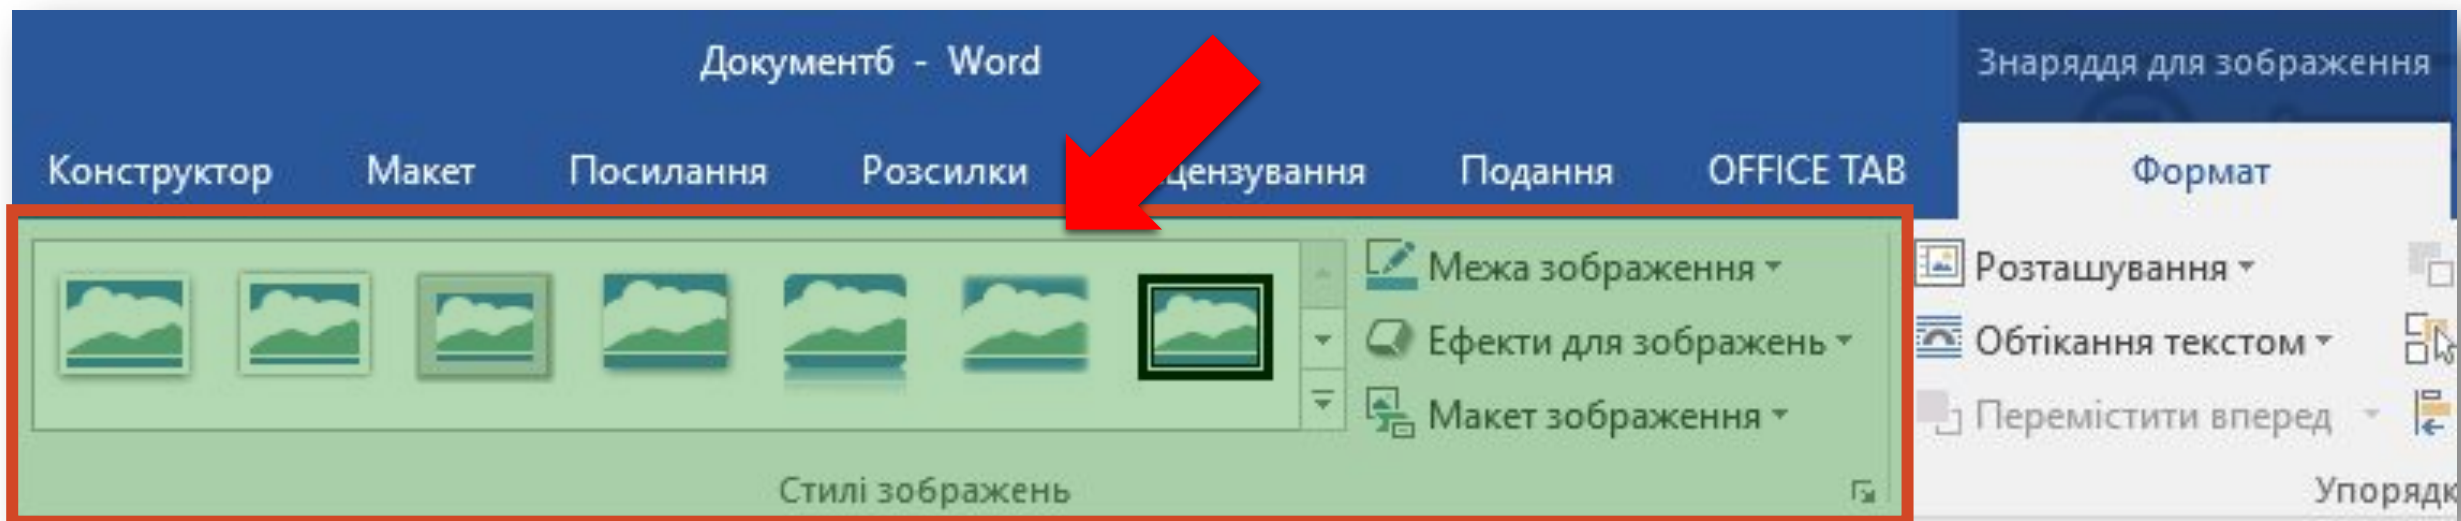 Документ6 - Word
Знаряддя для зображення
Конструктор Макет Посилання Розсилки Подання OFFICE TAB Формат
Межа зображення Розташування
Ефекти для зображень Обтікання текстом
Макет зображення Перемістити вперед
Стилі зображень